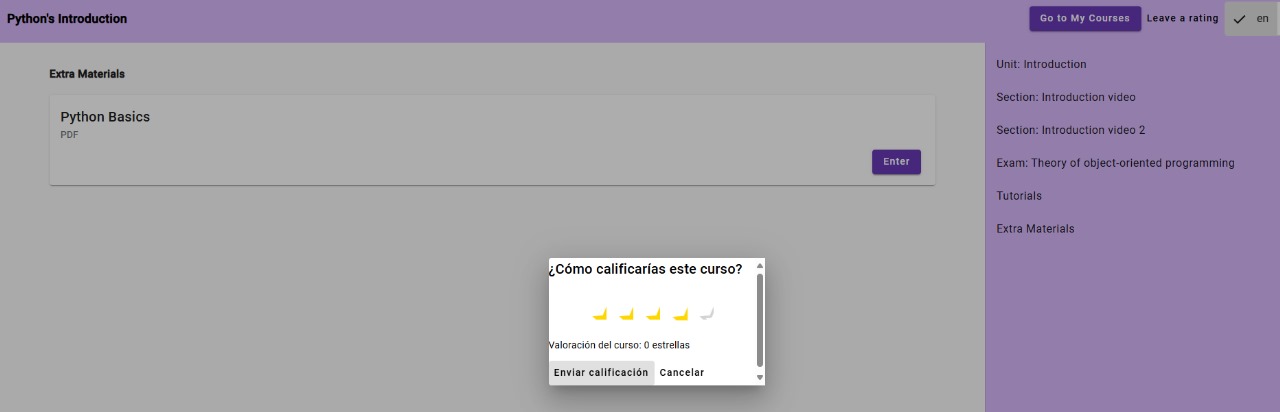 Python's Introduction
Go to My Courses
Leave a rating
en
Extra Materials
Python Basics
PDF
Enter
Unit: Introduction
Section: Introduction video
Section: Introduction video 2
Exam: Theory of object-oriented programming
Tutorials
Extra Materials
¿Cómo calificarías este curso?
Valoración del curso: 0 estrellas
Enviar calificación
Cancelar